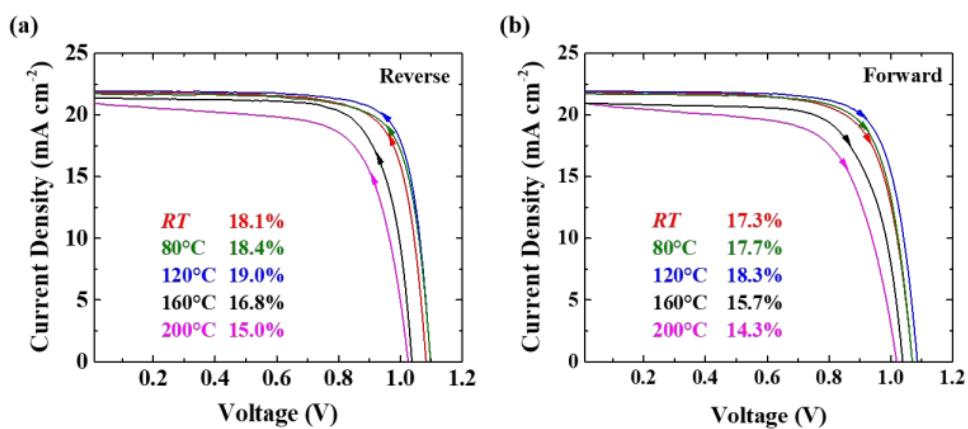 (a)
Current Density (mA cm⁻²)
25
20
15
10
5
0
Reverse
RT 18.1%
80°C 18.4%
120°C 19.0%
160°C 16.8%
200°C 15.0%
0.2 0.4 0.6 0.8 1.0 1.2
Voltage (V)
(b)
Current Density (mA cm⁻²)
25
20
15
10
5
0
Forward
RT 17.3%
80°C 17.7%
120°C 18.3%
160°C 15.7%
200°C 14.3%
0.2 0.4 0.6 0.8 1.0 1.2
Voltage (V)